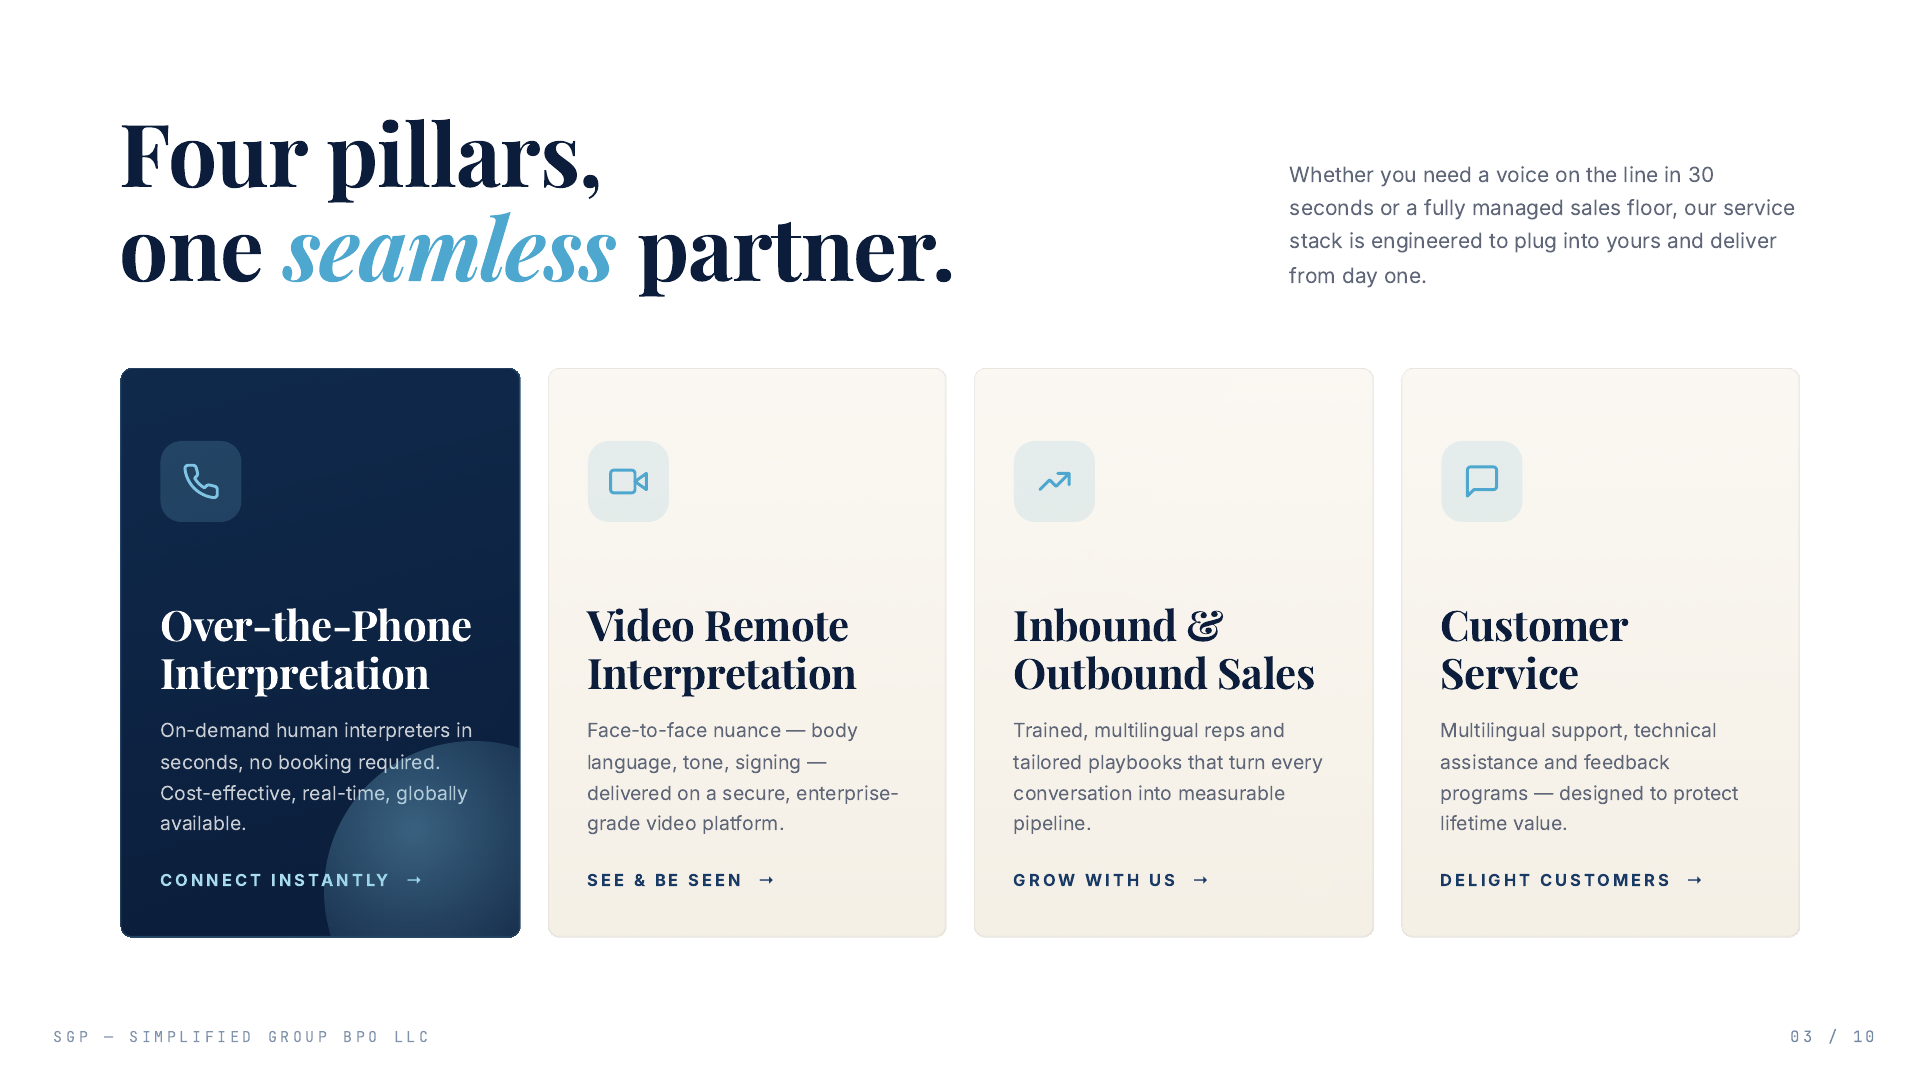 Four pillars,
one seamless partner.
Whether you need a voice on the line in 30
seconds or a fully managed sales floor, our service
stack is engineered to plug into yours and deliver
from day one.
Over-the-Phone
Interpretation
On-demand human interpreters in
seconds, no booking required.
Cost-effective, real-time, globally
available.
CONNECT INSTANTLY →
Video Remote
Interpretation
Face-to-face nuance — body
language, tone, signing —
delivered on a secure, enterprise-
grade video platform.
SEE & BE SEEN →
Inbound &
Outbound Sales
Trained, multilingual reps and
tailored playbooks that turn every
conversation into measurable
pipeline.
GROW WITH US →
Customer
Service
Multilingual support, technical
assistance and feedback
programs — designed to protect
lifetime value.
DELIGHT CUSTOMERS →
SGP — SIMPLIFIED GROUP BPO LLC
03 / 10